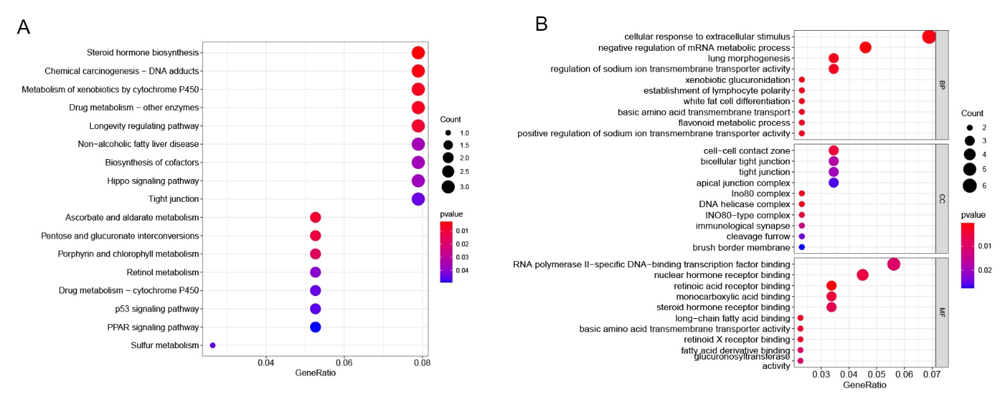 A
Steroid hormone biosynthesis
Chemical carcinogenesis − DNA adducts
Metabolism of xenobiotics by cytochrome P450
Drug metabolism − other enzymes
Longevity regulating pathway
Non−alcoholic fatty liver disease
Biosynthesis of cofactors
Hippo signaling pathway
Tight junction
Ascorbate and aldarate metabolism
Pentose and glucuronate interconversions
Porphyrin and chlorophyll metabolism
Retinol metabolism
Drug metabolism − cytochrome P450
p53 signaling pathway
PPAR signaling pathway
Sulfur metabolism
0.04 0.06 0.08
GeneRatio
Count
1.0
1.5
2.0
2.5
3.0
pvalue
0.01
0.02
0.03
0.04
B
cellular response to extracellular stimulus
negative regulation of mRNA metabolic process
lung morphogenesis
regulation of sodium ion transmembrane transporter activity
xenobiotic glucuronidation
establishment of lymphocyte polarity
white fat cell differentiation
basic amino acid transmembrane transport
flavonoid metabolic process
positive regulation of sodium ion transmembrane transporter activity
BP
cell−cell contact zone
bicellular tight junction
tight junction
apical junction complex
Ino80 complex
DNA helicase complex
INO80−type complex
immunological synapse
cleavage furrow
brush border membrane
CC
RNA polymerase II−specific DNA−binding transcription factor binding
nuclear hormone receptor binding
retinoic acid receptor binding
monocarboxylic acid binding
steroid hormone receptor binding
long−chain fatty acid binding
basic amino acid transmembrane transporter activity
retinoid X receptor binding
fatty acid derivative binding
glucuronosyltransferase
activity
MF
0.03 0.04 0.05 0.06 0.07
GeneRatio
Count
2
3
4
5
6
pvalue
0.01
0.02